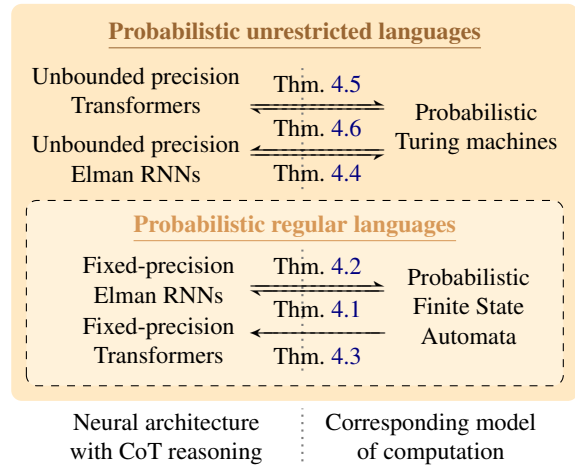 Probabilistic unrestricted languages
Unbounded precision
Transformers
Thm. 4.5
Thm. 4.6
Probabilistic
Turing machines
Unbounded precision
Elman RNNs
Thm. 4.4
Probabilistic regular languages
Fixed-precision
Elman RNNs
Thm. 4.2
Thm. 4.1
Probabilistic
Finite State
Automata
Fixed-precision
Transformers
Thm. 4.3
Neural architecture
with CoT reasoning
Corresponding model
of computation